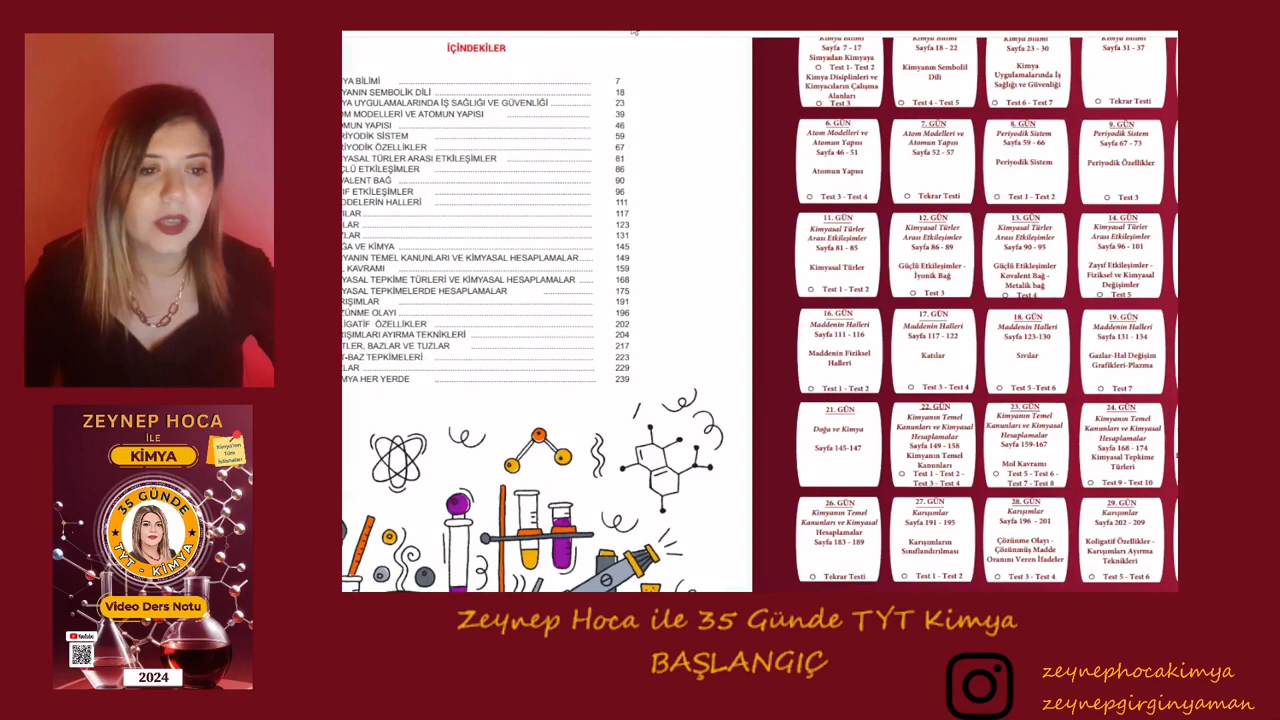 İÇİNDEKİLER
YA BİLİMİ 7
YANIN SEMBOLİK DİLİ 18
YA UYGULAMALARINDA İŞ SAĞLIĞI VE GÜVENLİĞİ 23
OM MODELLERİ VE ATOMUN YAPISI 39
OMUN YAPISI 46
RİYODİK SİSTEM 59
RİYODİK ÖZELLİKLER 67
YASAL TÜRLER ARASI ETKİLEŞİMLER 81
ÇLÜ ETKİLEŞİMLER 86
VALENT BAĞ 90
IF ETKİLEŞİMLER 96
DDELERİN HALLERİ 111
ILAR 117
LAR 123
ZLAR 131
ĞA VE KİMYA 145
YANIN TEMEL KANUNLARI VE KİMYASAL HESAPLAMALAR 149
L KAVRAMI 159
YASAL TEPKİME TÜRLERİ VE KİMYASAL HESAPLAMALAR 168
YASAL TEPKİMELERDE HESAPLAMALAR 175
RIŞIMLAR 191
ZÜNME OLAYI 196
LİGATİF ÖZELLİKLER 202
RIŞIMLARI AYIRMA TEKNİKLERİ 204
İTLER, BAZLAR VE TUZLAR 217
T-BAZ TEPKİMELERİ 223
LAR 229
MYA HER YERDE 239
Kimya Bilimi
Sayfa 7 - 17
Simyadan Kimyaya
Test 1- Test 2
Kimya Disiplinleri ve
Kimyacıların Çalışma
Alanları
Test 3
Kimya Bilimi
Sayfa 18 - 22
Kimyanın Sembolil
Dili
Test 4 - Test 5
Kimya Bilimi
Sayfa 23 - 30
Kimya
Uygulamalarında İş
Sağlığı ve Güvenliği
Test 6 - Test 7
Kimya Bilimi
Sayfa 31- 37
Tekrar Testi
6. GÜN
Atom Modelleri ve
Atomun Yapısı
Sayfa 46 - 51
Atomun Yapısı
Test 3 - Test 4
7. GÜN
Atom Modelleri ve
Atomun Yapısı
Sayfa 52 - 57
Tekrar Testi
8. GÜN
Periyodik Sistem
Sayfa 59 - 66
Periyodik Sistem
Test 1 - Test 2
9. GÜN
Periyodik Sistem
Sayfa 67 - 73
Periyodik Özellikler
Test 3
11. GÜN
Kimyasal Türler
Arası Etkileşimler
Sayfa 81 - 85
Kimyasal Türler
Test 1 - Test 2
12. GÜN
Kimyasal Türler
Arası Etkileşimler
Sayfa 86 - 89
Güçlü Etkileşimler -
İyonik Bağ
Test 3
13. GÜN
Kimyasal Türler
Arası Etkileşimler
Sayfa 90 - 95
Güçlü Etkleşimler
Kovalent Bağ -
Metalik bağ
Test 4
14. GÜN
Kimyasal Türler
Arası Etkileşimler
Sayfa 96 - 101
Zayıf Etkileşimler -
Fiziksel ve Kimyasal
Değişimler
Test 5
16. GÜN
Maddenin Halleri
Sayfa 111 - 116
Maddenin Fiziksel
Halleri
Test 1 - Test 2
17. GÜN
Maddenin Halleri
Sayfa 117 - 122
Katılar
Test 3 - Test 4
18. GÜN
Maddenin Halleri
Sayfa 123-130
Sıvılar
Test 5 -Test 6
19. GÜN
Maddenin Halleri
Sayfa 131 - 134
Gazlar-Hal Değişim
Grafikleri-Plazma
Test 7
21. GÜN
Doğa ve Kimya
Sayfa 145-147
22. GÜN
Kimyanın Temel
Kanunları ve Kimyasal
Hesaplamalar
Sayfa 149 - 158
Kimyanın Temel
Kanunları
Test 1 - Test 2 -
Test 3 - Test 4
23. GÜN
Kimyanın Temel
Kanunları ve Kimyasal
Hesaplamalar
Sayfa 159-167
Mol Kavramı
Test 5 - Test 6 -
Test 7 - Test 8
24. GÜN
Kimyanın Temel
Kanunları ve Kimyasal
Hesaplamalar
Sayfa 168 - 174
Kimyasal Tepkime
Türleri
Test 9 - Test 10
26. GÜN
Kimyanın Temel
Kanunları ve Kimyasal
Hesaplamalar
Sayfa 183 - 189
Tekrar Testi
27. GÜN
Karışımlar
Sayfa 191 - 195
Karışımların
Sınıflandırılması
Test 1 - Test 2
28. GÜN
Karışımlar
Sayfa 196 - 201
Çözünme Olayı -
Çözünmüş Madde
Oranını Veren İfadeler
Test 3 - Test 4
29. GÜN
Karışımlar
Sayfa 202 - 209
Koligatif Özellikler -
Karışımları Ayırma
Teknikleri
Test 5 - Test 6
ZEYNEP HOCA
İLE
KİMYA
Kimya'nın
Tüm
35 GÜNDE
TYT - KİMYA
Video Ders Notu
YouTube
2024
Zeynep Hoca ile 35 Günde TYT Kimya
BAŞLANGIÇ
zeynephocakimya
zeynepgirginyaman